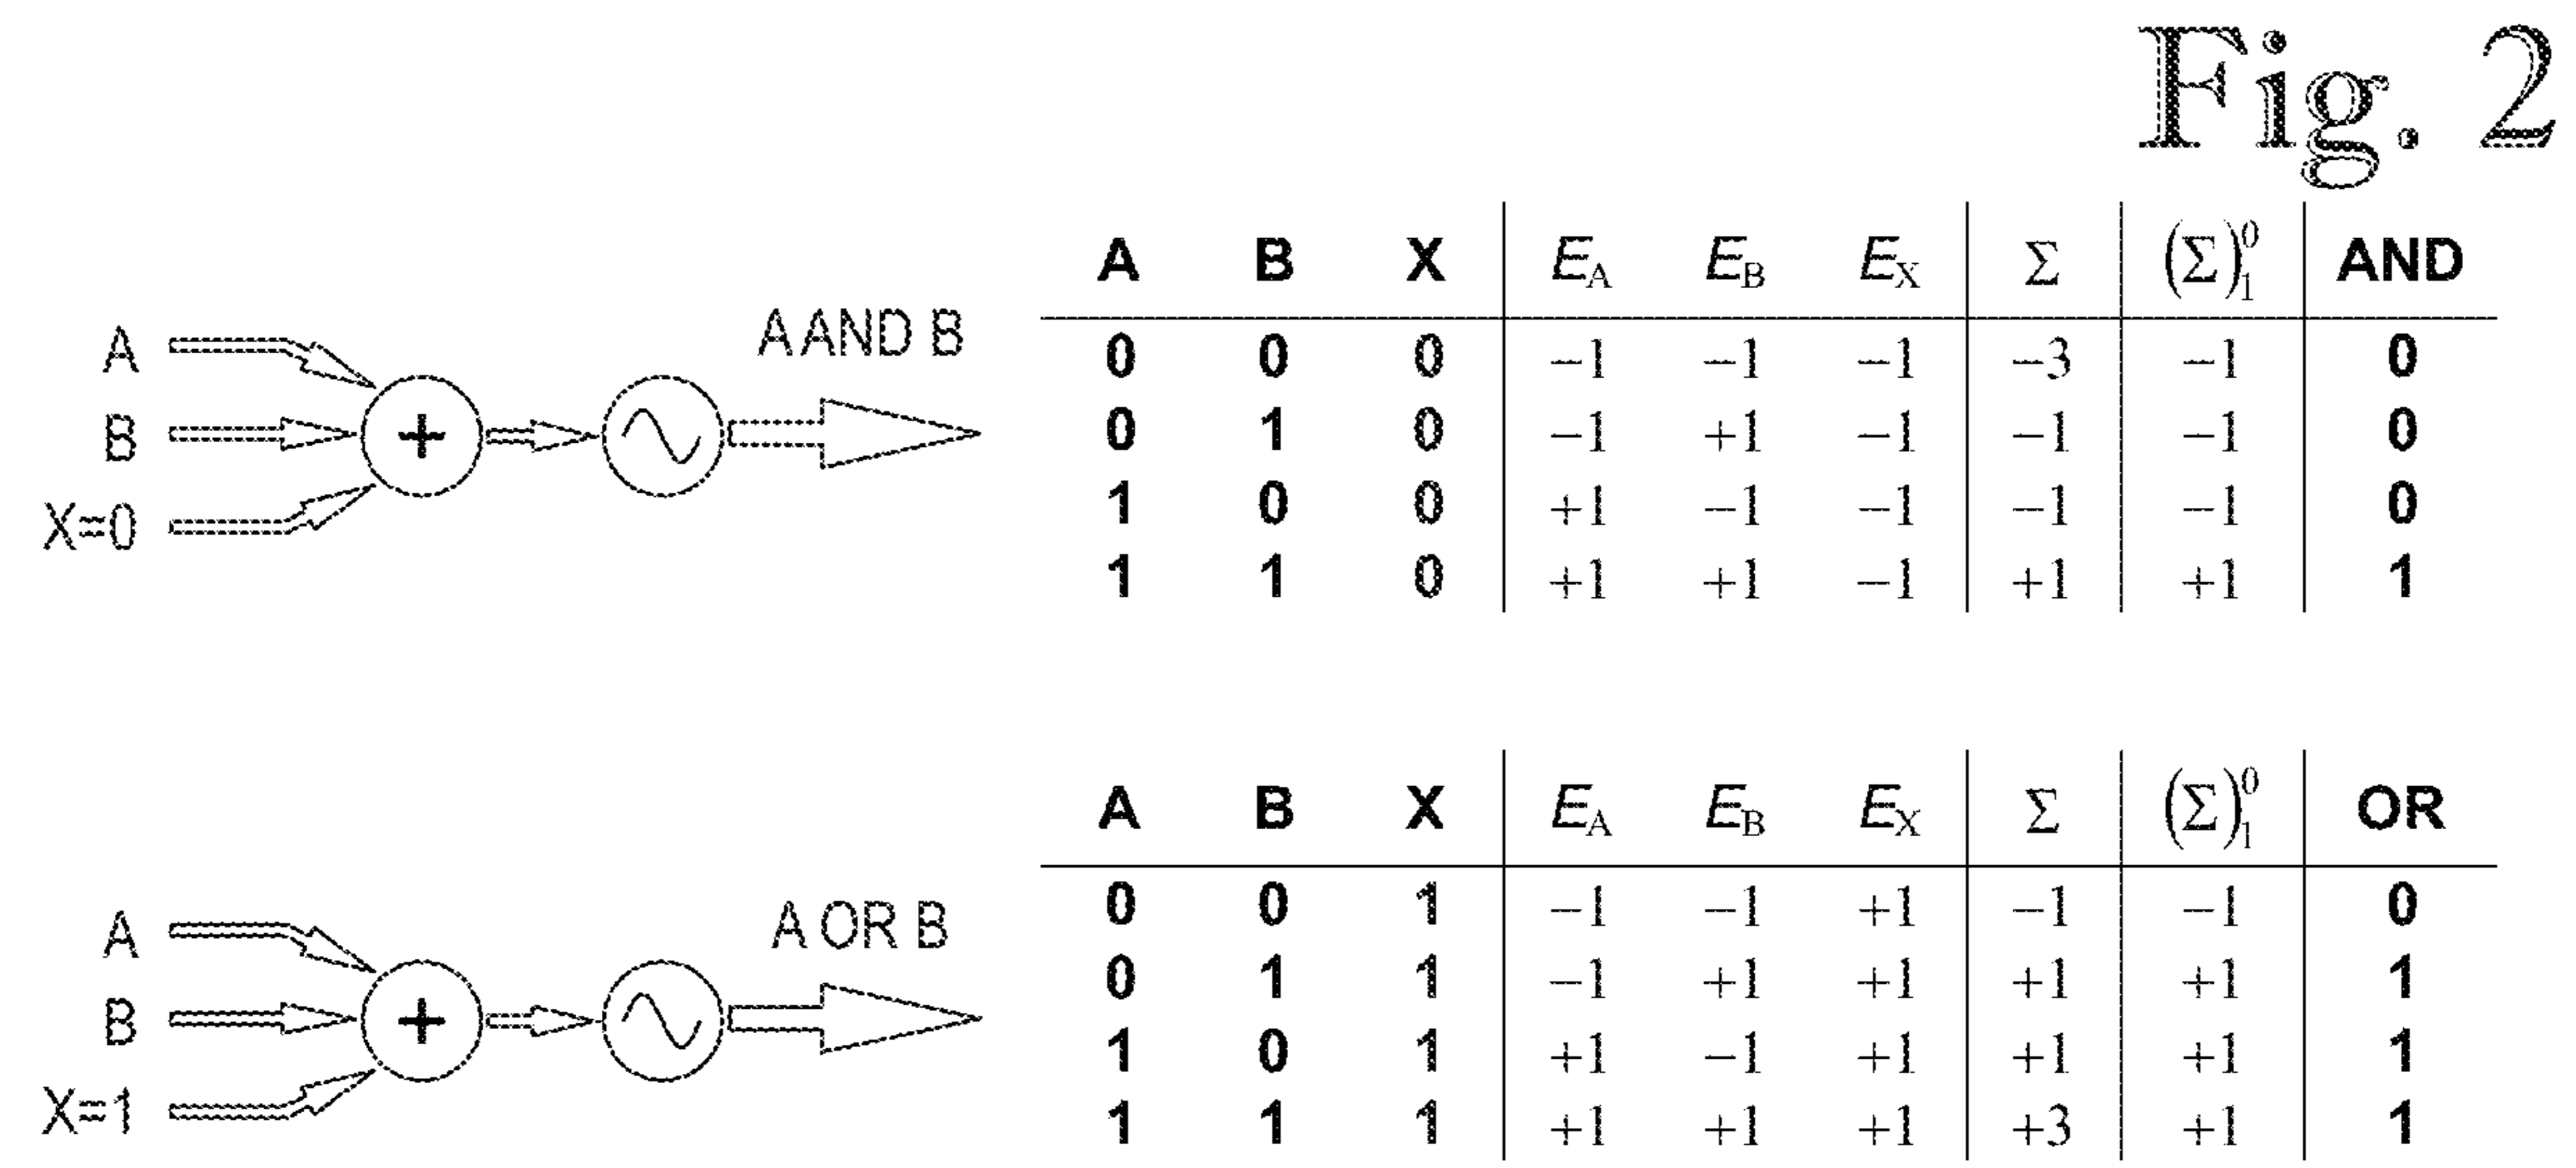 Fig. 2
A B X E_A E_B E_X Σ (Σ)₁⁰ AND
0 0 0 −1 −1 −1 −3 −1 0
0 1 0 −1 +1 −1 −1 −1 0
1 0 0 +1 −1 −1 −1 −1 0
1 1 0 +1 +1 −1 +1 +1 1
A
B
X=0
+
A AND B
A B X E_A E_B E_X Σ (Σ)₁⁰ OR
0 0 1 −1 −1 +1 −1 −1 0
0 1 1 −1 +1 +1 +1 +1 1
1 0 1 +1 −1 +1 +1 +1 1
1 1 1 +1 +1 +1 +3 +1 1
A
B
X=1
+
A OR B